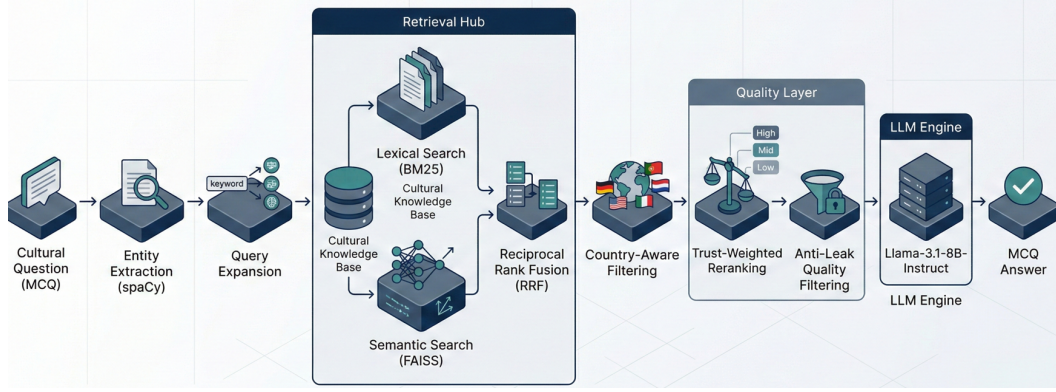 Retrieval Hub
Quality Layer
LLM Engine
High
Mid
Low
keyword
Lexical Search
(BM25)
Cultural
Knowledge
Base
Cultural
Knowledge
Base
Semantic Search
(FAISS)
Cultural
Question
(MCQ)
Entity
Extraction
(spaCy)
Query
Expansion
Reciprocal
Rank Fusion
(RRF)
Country-Aware
Filtering
Trust-Weighted
Reranking
Anti-Leak
Quality
Filtering
Llama-3.1-8B-
Instruct
LLM Engine
MCQ
Answer